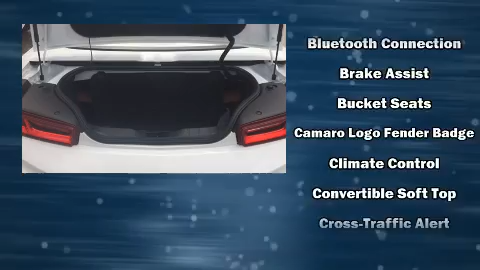 Bluetooth Connection
Brake Assist
Bucket Seats
Camaro Logo Fender Badge
Climate Control
Convertible Soft Top
Cross-Traffic Alert